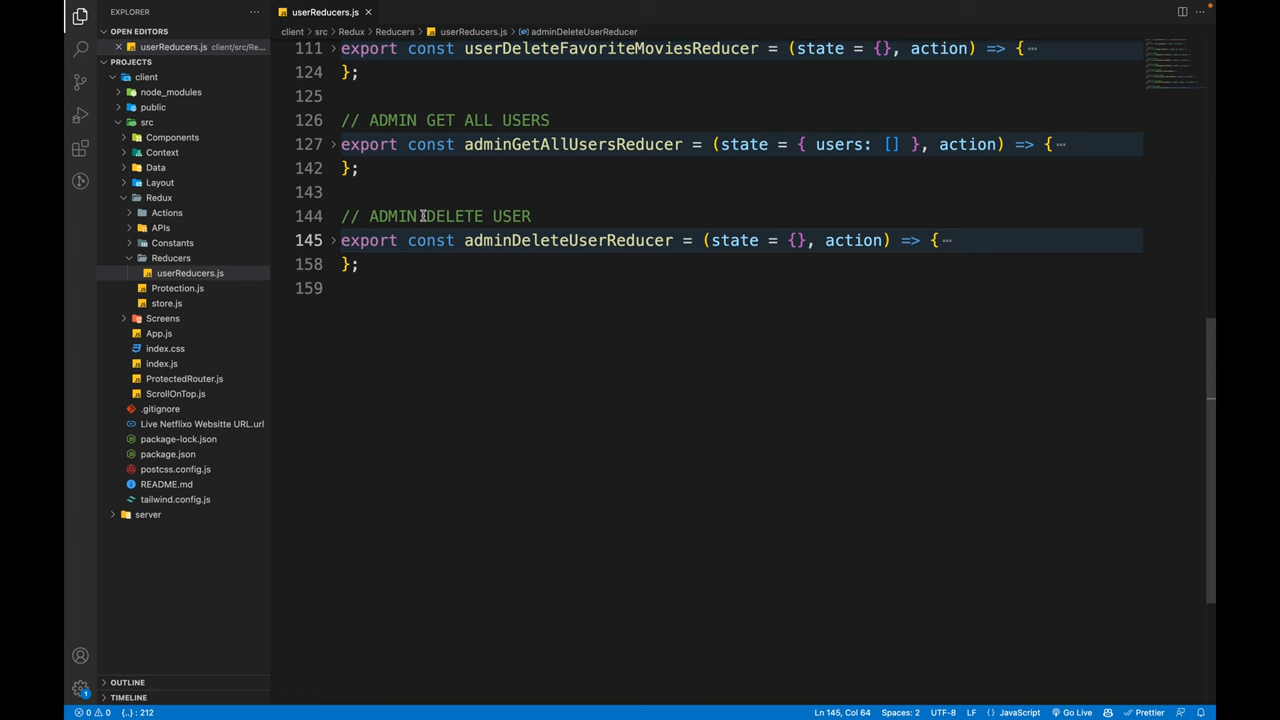 EXPLORER
userReducers.js
OPEN EDITORS
userReducers.js client/src/Re...
PROJECTS
client
node_modules
public
src
Components
Context
Data
Layout
Redux
Actions
APIs
Constants
Reducers
userReducers.js
Protection.js
store.js
Screens
App.js
index.css
index.js
ProtectedRouter.js
ScrollOnTop.js
.gitignore
Live Netflixo Websitte URL.url
package-lock.json
package.json
postcss.config.js
README.md
tailwind.config.js
server
OUTLINE
TIMELINE
client > src > Redux > Reducers > userReducers.js > adminDeleteUserReducer
111 export const userDeleteFavoriteMoviesReducer = (state = {}, action) => {⋯
124 };
125
126 // ADMIN GET ALL USERS
127 export const adminGetAllUsersReducer = (state = { users: [] }, action) => {⋯
142 };
143
144 // ADMIN DELETE USER
145 export const adminDeleteUserReducer = (state = {}, action) => {⋯
158 };
159
1
0 0 {..} : 212 Ln 145, Col 64 Spaces: 2 UTF-8 LF {} JavaScript Go Live Prettier